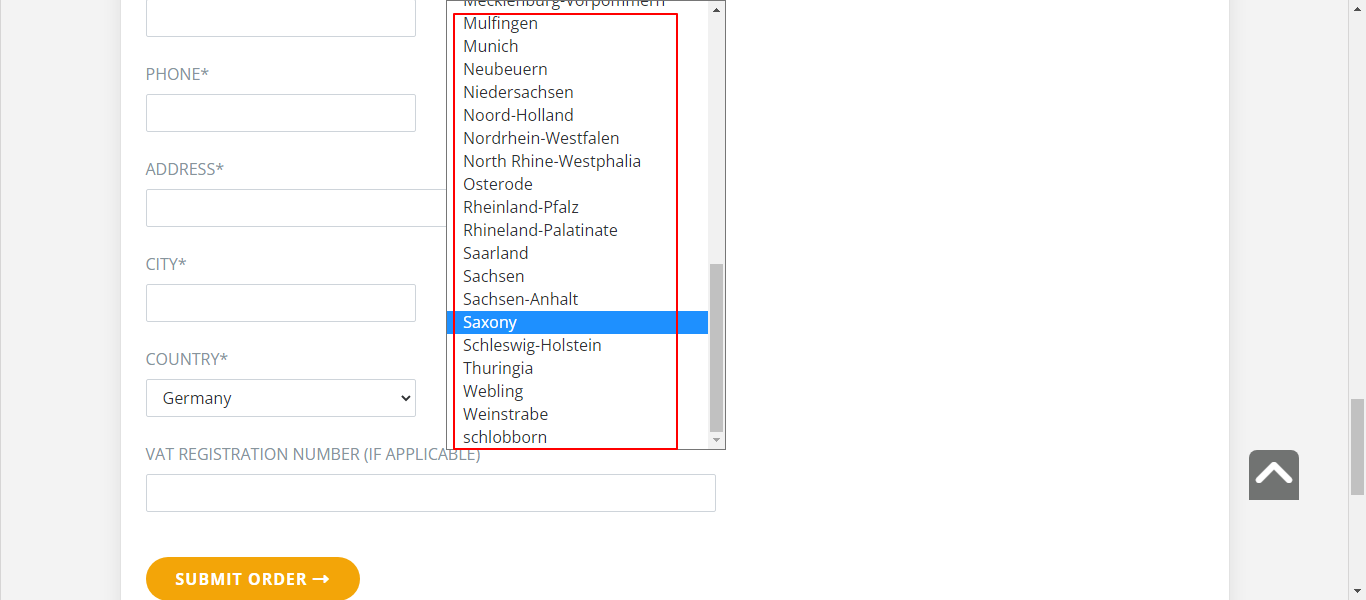 Mecklenburg-Vorpommern
Mulfingen
Munich
PHONE*
Neubeuern
Niedersachsen
Noord-Holland
Nordrhein-Westfalen
North Rhine-Westphalia
ADDRESS*
Osterode
Rheinland-Pfalz
Rhineland-Palatinate
Saarland
CITY*
Sachsen
Sachsen-Anhalt
Saxony
Schleswig-Holstein
COUNTRY*
Thuringia
Webling
Germany
Weinstrabe
schlobborn
VAT REGISTRATION NUMBER (IF APPLICABLE)
SUBMIT ORDER →